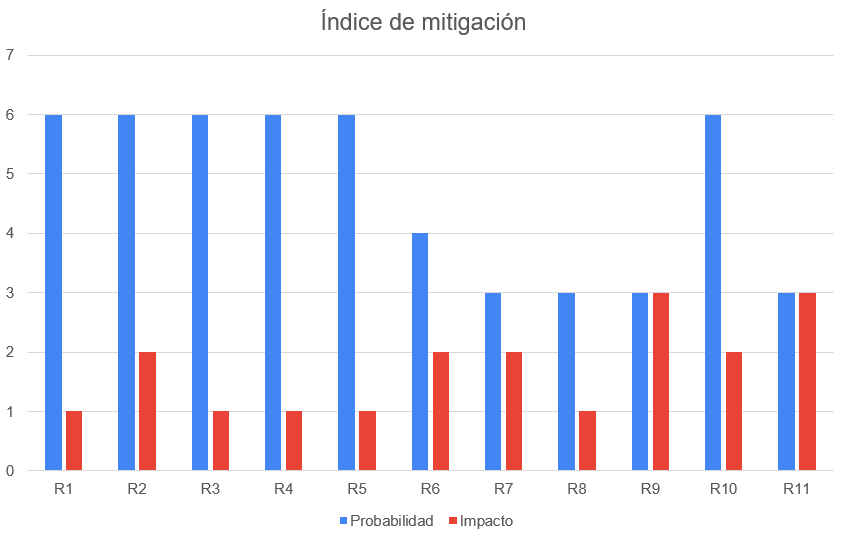 Índice de mitigación
7
6
5
4
3
2
1
0
R1 R2 R3 R4 R5 R6 R7 R8 R9 R10 R11
Probabilidad Impacto